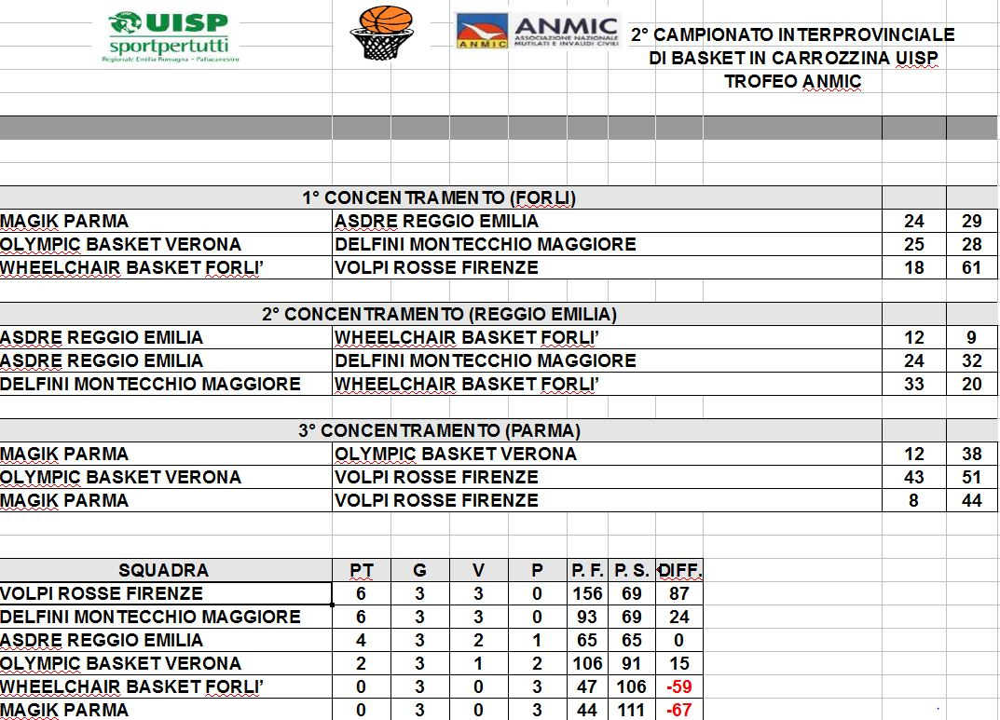 UISP
sportpertutti
Regionale Emilia Romagna - Pallacanestro
ANMIC
ANMIC
ASSOCIAZIONE NAZIONALE
MUTILATI E INVALIDI CIVILI
2° CAMPIONATO INTERPROVINCIALE
DI BASKET IN CARROZZINA UISP
TROFEO ANMIC
1° CONCENTRAMENTO (FORLI)
MAGIK PARMA ASDRE REGGIO EMILIA 24 29
OLYMPIC BASKET VERONA DELFINI MONTECCHIO MAGGIORE 25 28
WHEELCHAIR BASKET FORLI’ VOLPI ROSSE FIRENZE 18 61
2° CONCENTRAMENTO (REGGIO EMILIA)
ASDRE REGGIO EMILIA WHEELCHAIR BASKET FORLI’ 12 9
ASDRE REGGIO EMILIA DELFINI MONTECCHIO MAGGIORE 24 32
DELFINI MONTECCHIO MAGGIORE WHEELCHAIR BASKET FORLI’ 33 20
3° CONCENTRAMENTO (PARMA)
MAGIK PARMA OLYMPIC BASKET VERONA 12 38
OLYMPIC BASKET VERONA VOLPI ROSSE FIRENZE 43 51
MAGIK PARMA VOLPI ROSSE FIRENZE 8 44
SQUADRA PT G V P P. F. P. S. DIFF.
VOLPI ROSSE FIRENZE 6 3 3 0 156 69 87
DELFINI MONTECCHIO MAGGIORE 6 3 3 0 93 69 24
ASDRE REGGIO EMILIA 4 3 2 1 65 65 0
OLYMPIC BASKET VERONA 2 3 1 2 106 91 15
WHEELCHAIR BASKET FORLI’ 0 3 0 3 47 106 -59
MAGIK PARMA 0 3 0 3 44 111 -67